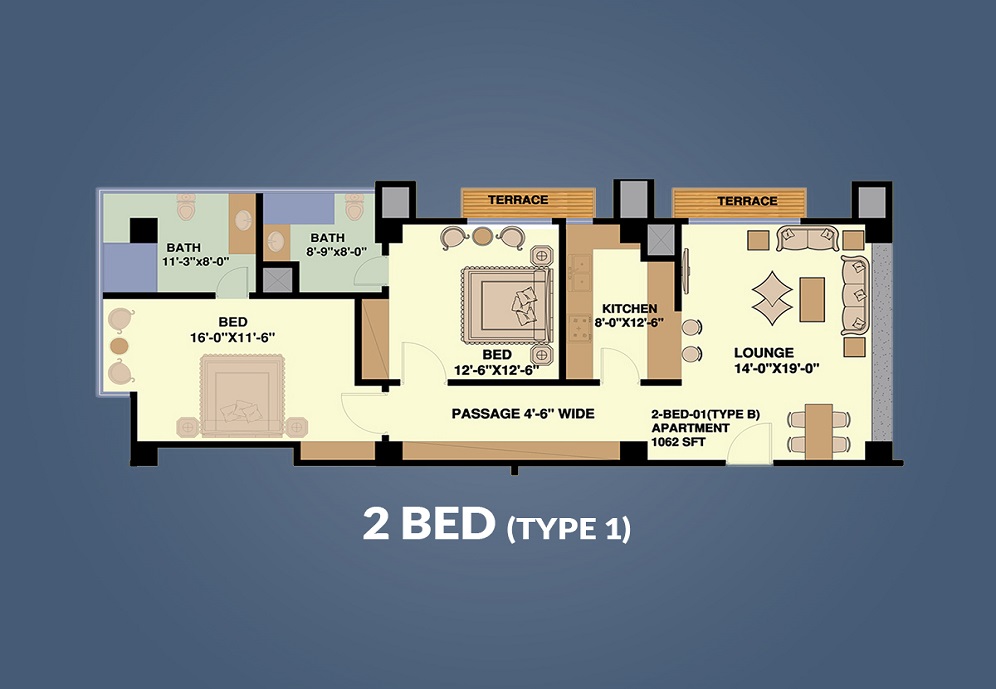 TERRACE
TERRACE
BATH
11'-3"x8'-0"
BATH
8'-9"x8'-0"
BED
16'-0"X11'-6"
BED
12'-6"X12'-6"
KITCHEN
8'-0"X12'-6"
LOUNGE
14'-0"X19'-0"
PASSAGE 4'-6" WIDE
2-BED-01(TYPE B)
APARTMENT
1062 SFT
2 BED (TYPE 1)